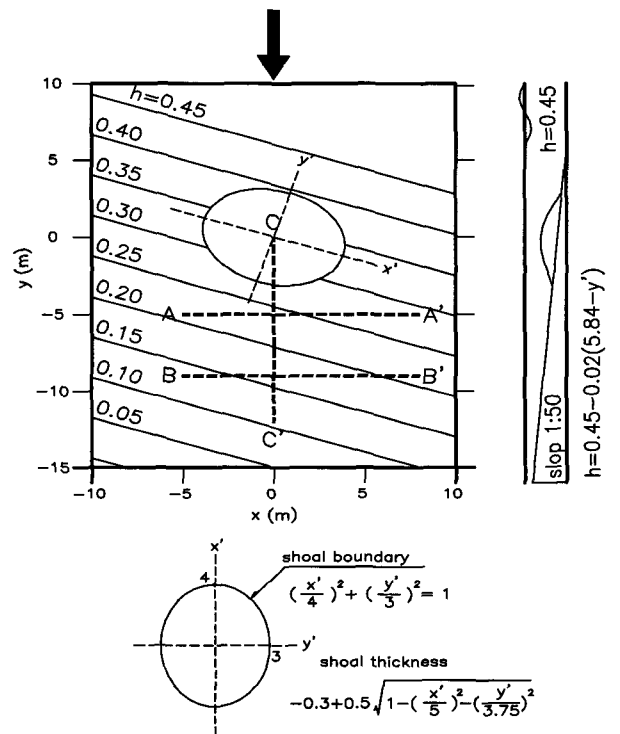 10
5
0
−5
−10
−15
y (m)
−10
−5
0
5
10
x (m)
h=0.45
0.40
0.35
0.30
0.25
0.20
0.15
0.10
0.05
y'
C
x'
A
A'
B
B'
C'
h=0.45
slop 1:50
h=0.45−0.02(5.84−y')
x'
4
y'
3
shoal boundary
(x'/4)²+(y'/3)²=1
shoal thickness
−0.3+0.5√1−(x'/5)²−(y'/3.75)²